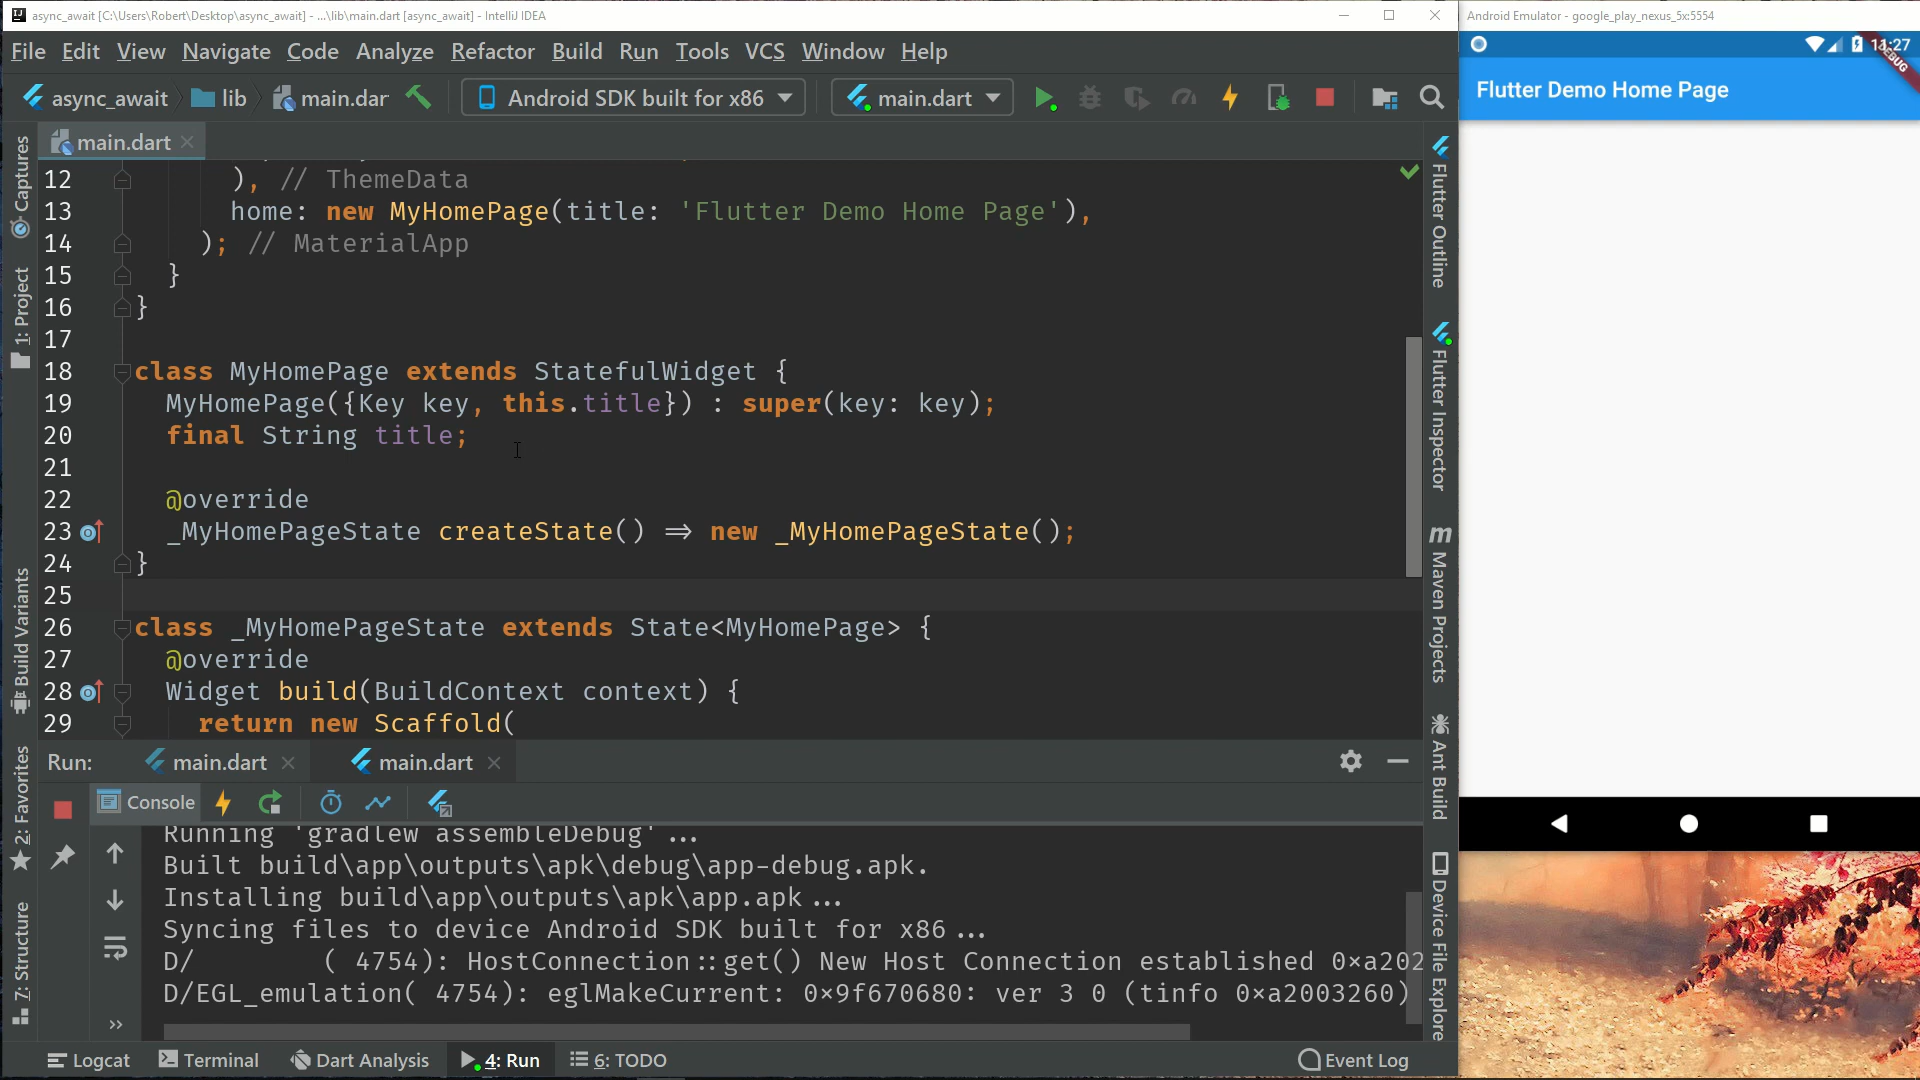 async_await [C:\Users\Robert\Desktop\async_await] - ...\lib\main.dart [async_await] - IntelliJ IDEA
File Edit View Navigate Code Analyze Refactor Build Run Tools VCS Window Help
async_await lib main.dar Android SDK built for x86 main.dart
main.dart
12 ), // ThemeData
13 home: new MyHomePage(title: 'Flutter Demo Home Page'),
14 ); // MaterialApp
15 }
16 }
17
18 class MyHomePage extends StatefulWidget {
19 MyHomePage({Key key, this.title}) : super(key: key);
20 final String title;
21
22 @override
23 _MyHomePageState createState() => new _MyHomePageState();
24 }
25
26 class _MyHomePageState extends State<MyHomePage> {
27 @override
28 Widget build(BuildContext context) {
29 return new Scaffold(
Captures
1: Project
Build Variants
2: Favorites
7: Structure
Run: main.dart main.dart
Console
Running 'gradlew assembleDebug' ...
Built build\app\outputs\apk\debug\app-debug.apk.
Installing build\app\outputs\apk\app.apk ...
Syncing files to device Android SDK built for x86 ...
D/ ( 4754): HostConnection::get() New Host Connection established 0xa202
D/EGL_emulation( 4754): eglMakeCurrent: 0x9f670680: ver 3 0 (tinfo 0xa2003260)
Logcat Terminal Dart Analysis 4: Run 6: TODO Event Log
Flutter Outline
Flutter Inspector
m Maven Projects
Ant Build
Device File Explore
Android Emulator - google_play_nexus_5x:5554
11:27
DEBUG
Flutter Demo Home Page